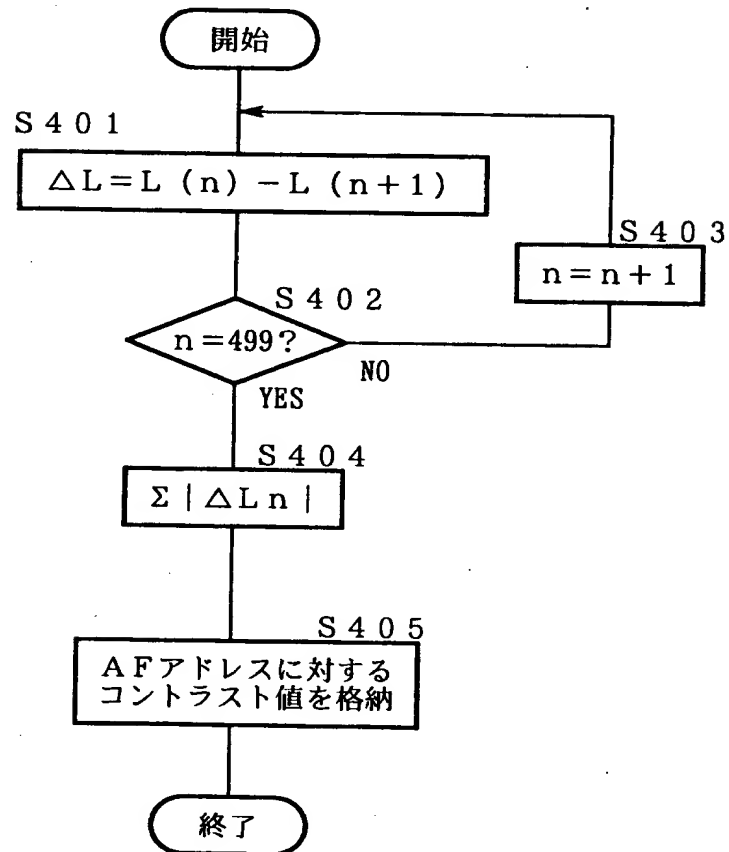 開始
S401
△L=L (n) -L (n+1)
S403
n=n+1
S402
n=499?
NO
YES
S404
Σ|△Ln|
S405
AFアドレスに対する
コントラスト値を格納
終了